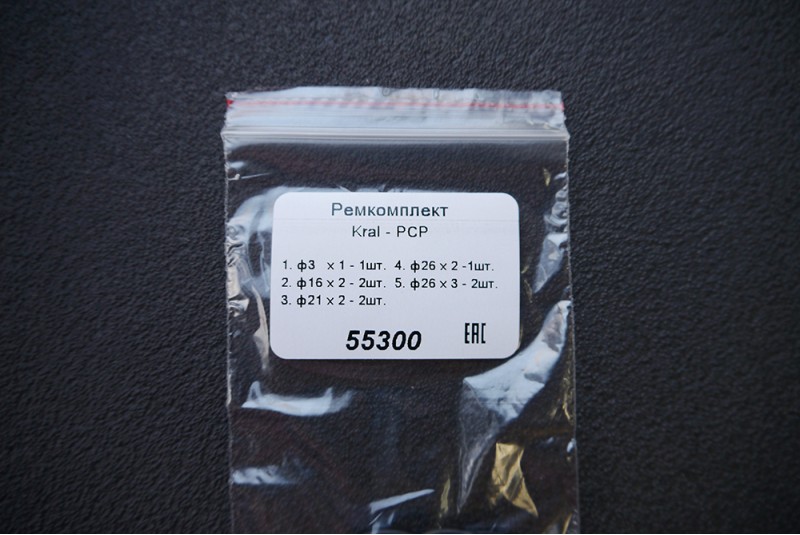 Ремкомплект
Kral - PCP
1. ф3 x 1 - 1шт. 4. ф26 x 2 -1шт.
2. ф16 x 2 - 2шт. 5. ф26 x 3 - 2шт.
3. ф21 x 2 - 2шт.
55300 EAC